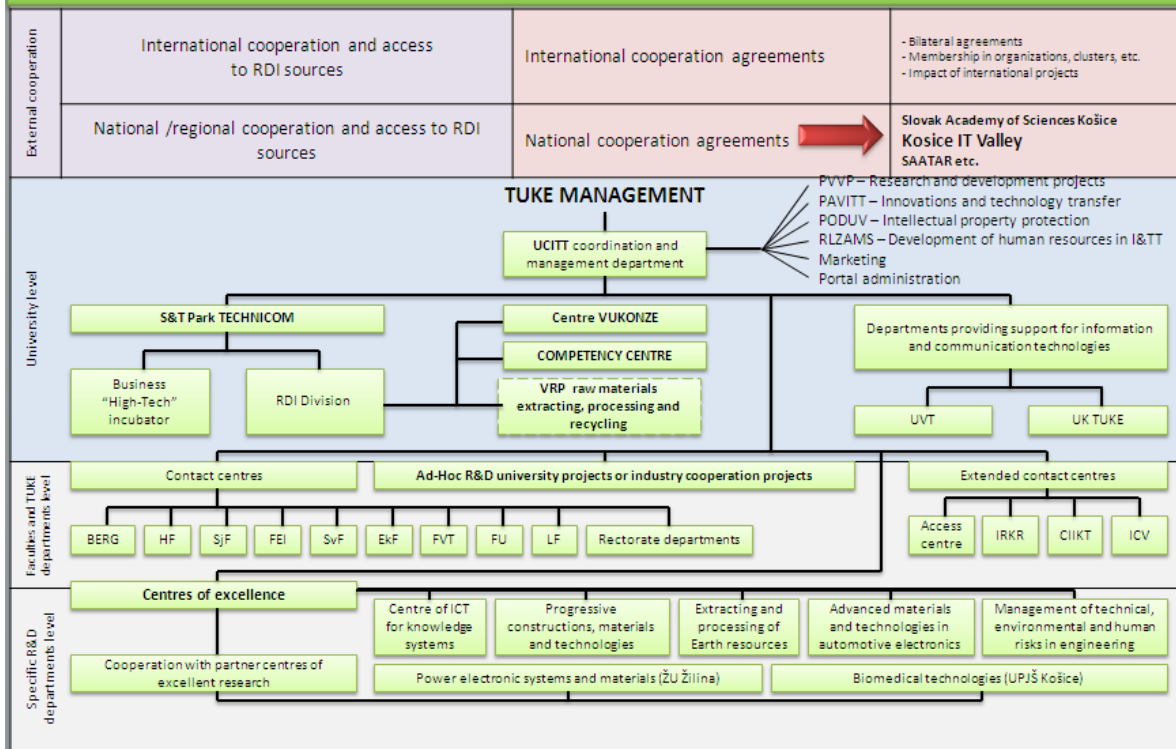 External cooperation
International cooperation and access
to RDI sources
International cooperation agreements
- Bilateral agreements
- Membership in organizations, clusters, etc.
- Impact of international projects
National /regional cooperation and access to RDI
sources
National cooperation agreements
Slovak Academy of Sciences Košice
Kosice IT Valley
SAATAR etc.
University level
TUKE MANAGEMENT
UCITT coordination and
management department
PVVP – Research and development projects
PAVITT – Innovations and technology transfer
PODUV – Intellectual property protection
RLZAMS – Development of human resources in I&TT
Marketing
Portal administration
S&T Park TECHNICOM
Business
"High-Tech"
incubator
RDI Division
Centre VUKONZE
COMPETENCY CENTRE
VRP raw materials
extracting, processing and
recycling
Departments providing support for information
and communication technologies
UVT
UK TUKE
Faculties and TUKE
departments level
Contact centres
Ad-Hoc R&D university projects or industry cooperation projects
Extended contact centres
BERG
HF
SjF
FEI
SvF
EkF
FVT
FU
LF
Rectorate departments
Access
centre
IRKR
CIIKT
ICV
Specific R&D
departments level
Centres of excellence
Centre of ICT
for knowledge
systems
Progressive
constructions, materials
and technologies
Extracting and
processing of
Earth resources
Advanced materials
and technologies in
automotive electronics
Management of technical,
environmental and human
risks in engineering
Cooperation with partner centres of
excellent research
Power electronic systems and materials (ŽU Žilina)
Biomedical technologies (UPJŠ Košice)